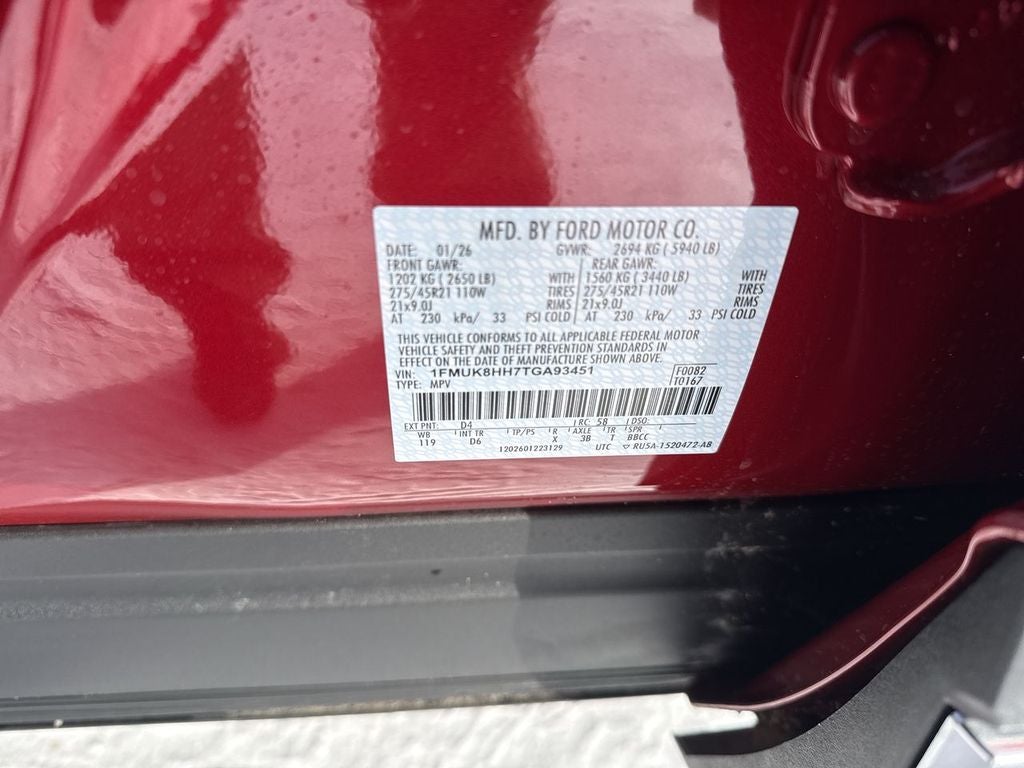 MFD. BY FORD MOTOR CO.
DATE: 01/26 GVWR: 2694 KG ( 5940 LB)
FRONT GAWR: REAR GAWR:
1202 KG ( 2650 LB) WITH 1560 KG ( 3440 LB) WITH
275/45R21 110W TIRES 275/45R21 110W TIRES
21x9.0J RIMS 21x9.0J RIMS
AT 230 kPa/ 33 PSI COLD AT 230 kPa/ 33 PSI COLD
THIS VEHICLE CONFORMS TO ALL APPLICABLE FEDERAL MOTOR
VEHICLE SAFETY AND THEFT PREVENTION STANDARDS IN
EFFECT ON THE DATE OF MANUFACTURE SHOWN ABOVE.
VIN: 1FMUK8HH7TGA93451 F0082
TYPE: MPV T0167
EXT PNT: D4 RC: 58 DSO:
WB INT TR TP/PS R AXLE TR SPR
119 D6 X 3B T BBCC
1202601223129 UTC ▽ RU5A-1520472-AB